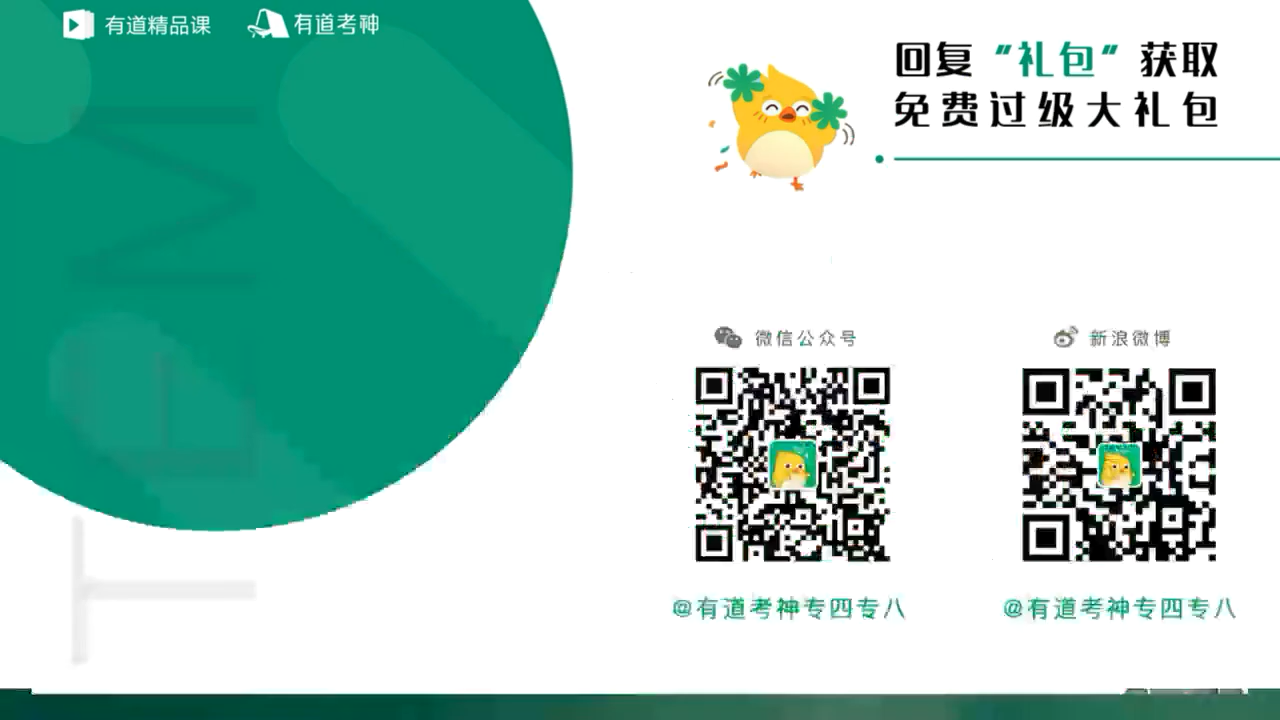 有道精品课 有道考神
回复“礼包”获取
免费过级大礼包
微信公众号
新浪微博
@有道考神专四专八
@有道考神专四专八
TEM